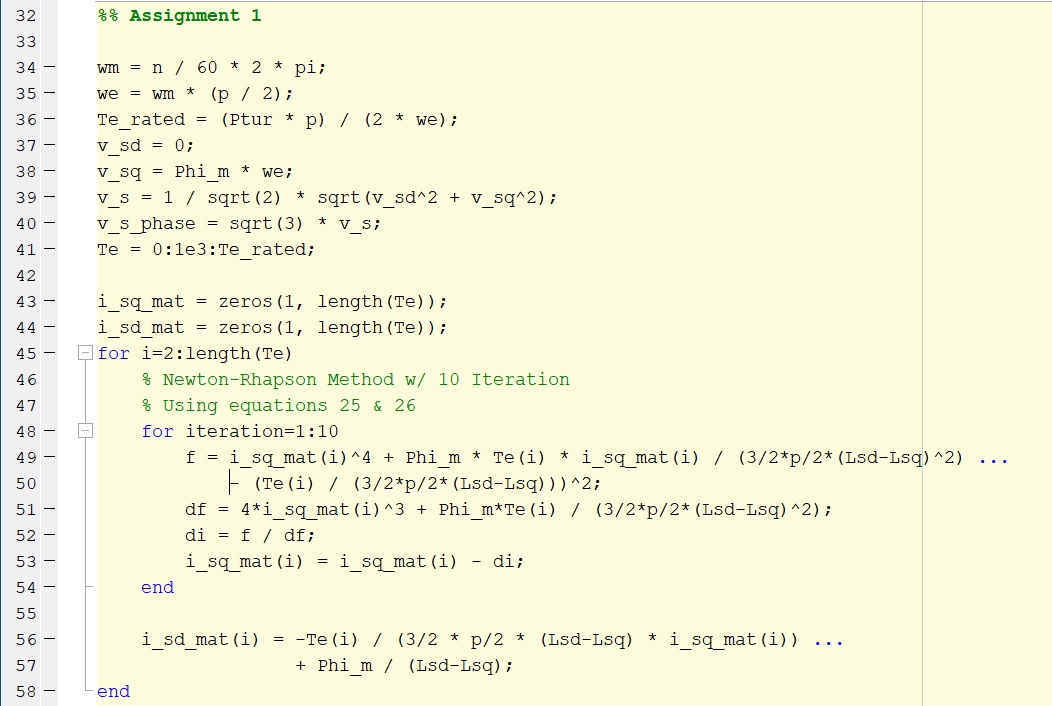 32 %% Assignment 1
33
34 – wm = n / 60 * 2 * pi;
35 – we = wm * (p / 2);
36 – Te_rated = (Ptur * p) / (2 * we);
37 – v_sd = 0;
38 – v_sq = Phi_m * we;
39 – v_s = 1 / sqrt(2) * sqrt(v_sd^2 + v_sq^2);
40 – v_s_phase = sqrt(3) * v_s;
41 – Te = 0:1e3:Te_rated;
42
43 – i_sq_mat = zeros(1, length(Te));
44 – i_sd_mat = zeros(1, length(Te));
45 – for i=2:length(Te)
46 % Newton-Rhapson Method w/ 10 Iteration
47 % Using equations 25 & 26
48 – for iteration=1:10
49 – f = i_sq_mat(i)^4 + Phi_m * Te(i) * i_sq_mat(i) / (3/2*p/2*(Lsd-Lsq)^2) ...
50 - (Te(i) / (3/2*p/2*(Lsd-Lsq)))^2;
51 – df = 4*i_sq_mat(i)^3 + Phi_m*Te(i) / (3/2*p/2*(Lsd-Lsq)^2);
52 – di = f / df;
53 – i_sq_mat(i) = i_sq_mat(i) - di;
54 – end
55
56 – i_sd_mat(i) = -Te(i) / (3/2 * p/2 * (Lsd-Lsq) * i_sq_mat(i)) ...
57 + Phi_m / (Lsd-Lsq);
58 – end